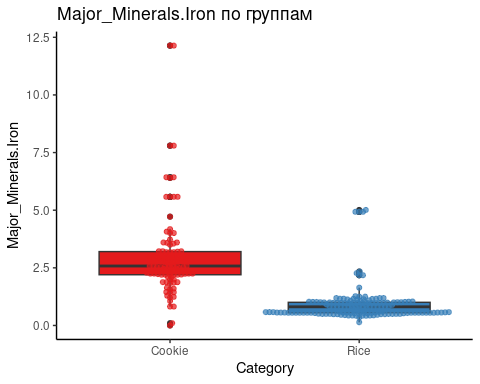 Major_Minerals.Iron по группам
12.5
10.0
7.5
5.0
2.5
0.0
Major_Minerals.Iron
Cookie
Rice
Category